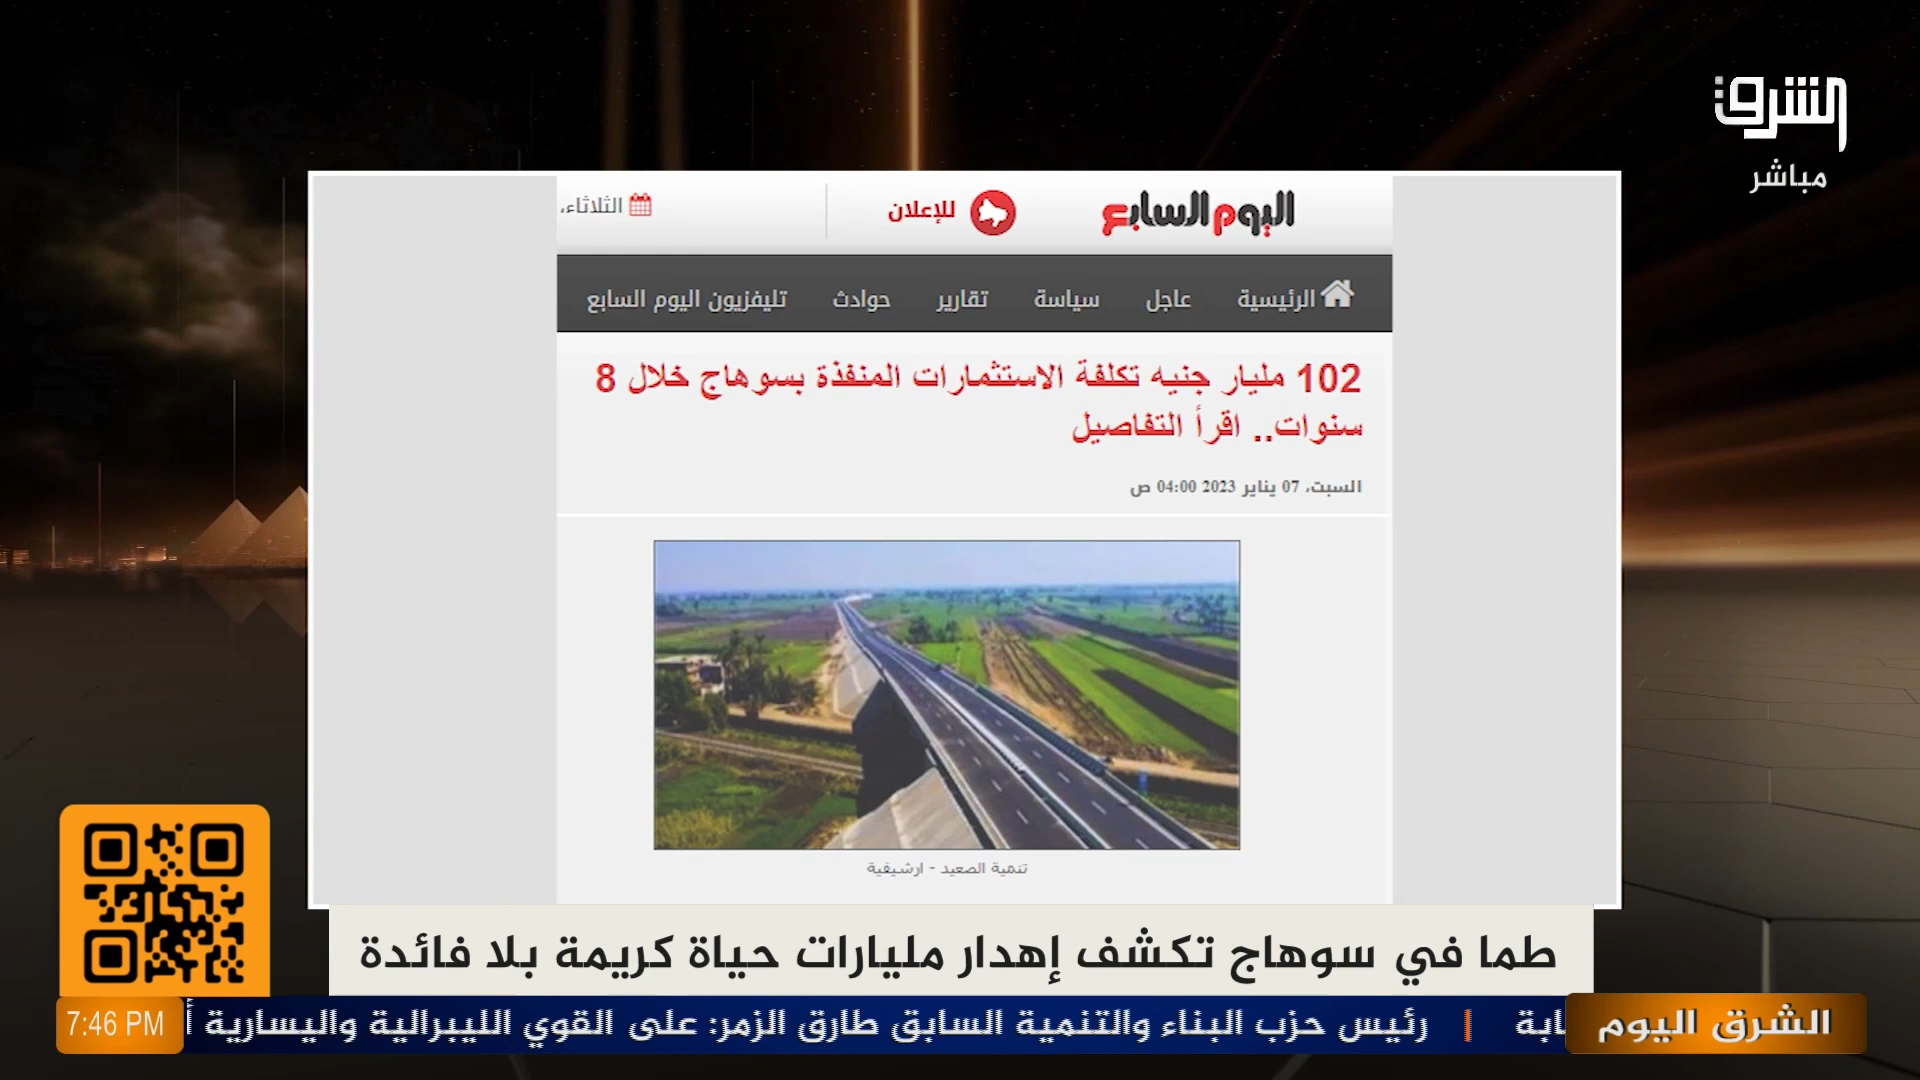 الشرق
مباشر
اليوم السابع
للإعلان
الثلاثاء،
الرئيسية
عاجل
سياسة
تقارير
حوادث
تليفزيون اليوم السابع
102 مليار جنيه تكلفة الاستثمارات المنفذة بسوهاج خلال 8
سنوات.. اقرأ التفاصيل
السبت، 07 يناير 2023 04:00 ص
تنمية الصعيد - ارشيفية
طما في سوهاج تكشف إهدار مليارات حياة كريمة بلا فائدة
الشرق اليوم
رئيس حزب البناء والتنمية السابق طارق الزمر: على القوي الليبرالية واليسارية
7:46 PM